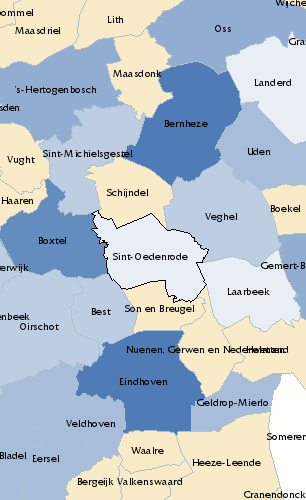 ommel
Lith
Wijche
Maasdriel
Oss
Gra
Maasdonk
Landerd
's-Hertogenbosch
sden
Bernheze
Sint-Michielsgestel
Uden
Vught
Schijndel
Haaren
Boekel
Veghel
Boxtel
Sint-Oedenrode
erwijk
Gemert-B
Laarbeek
nbeek
Best
Son en Breugel
Oirschot
Nuenen, Gerwen en Nederwetten
Eindhoven
Geldrop-Mierlo
Veldhoven
Someren
Bladel
Eersel
Waalre
Heeze-Leende
Bergeijk
Valkenswaard
Cranendonck